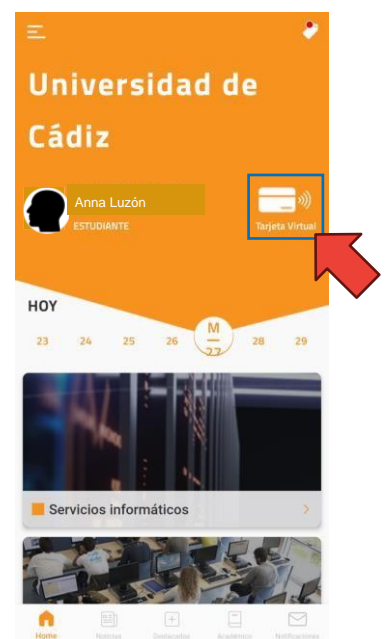 Universidad de
Cádiz
Anna Luzón
ESTUDIANTE
Tarjeta Virtual
HOY
M
23 24 25 26 27 28 29
Servicios informáticos
Home Noticias Destacados Académico Notificaciones